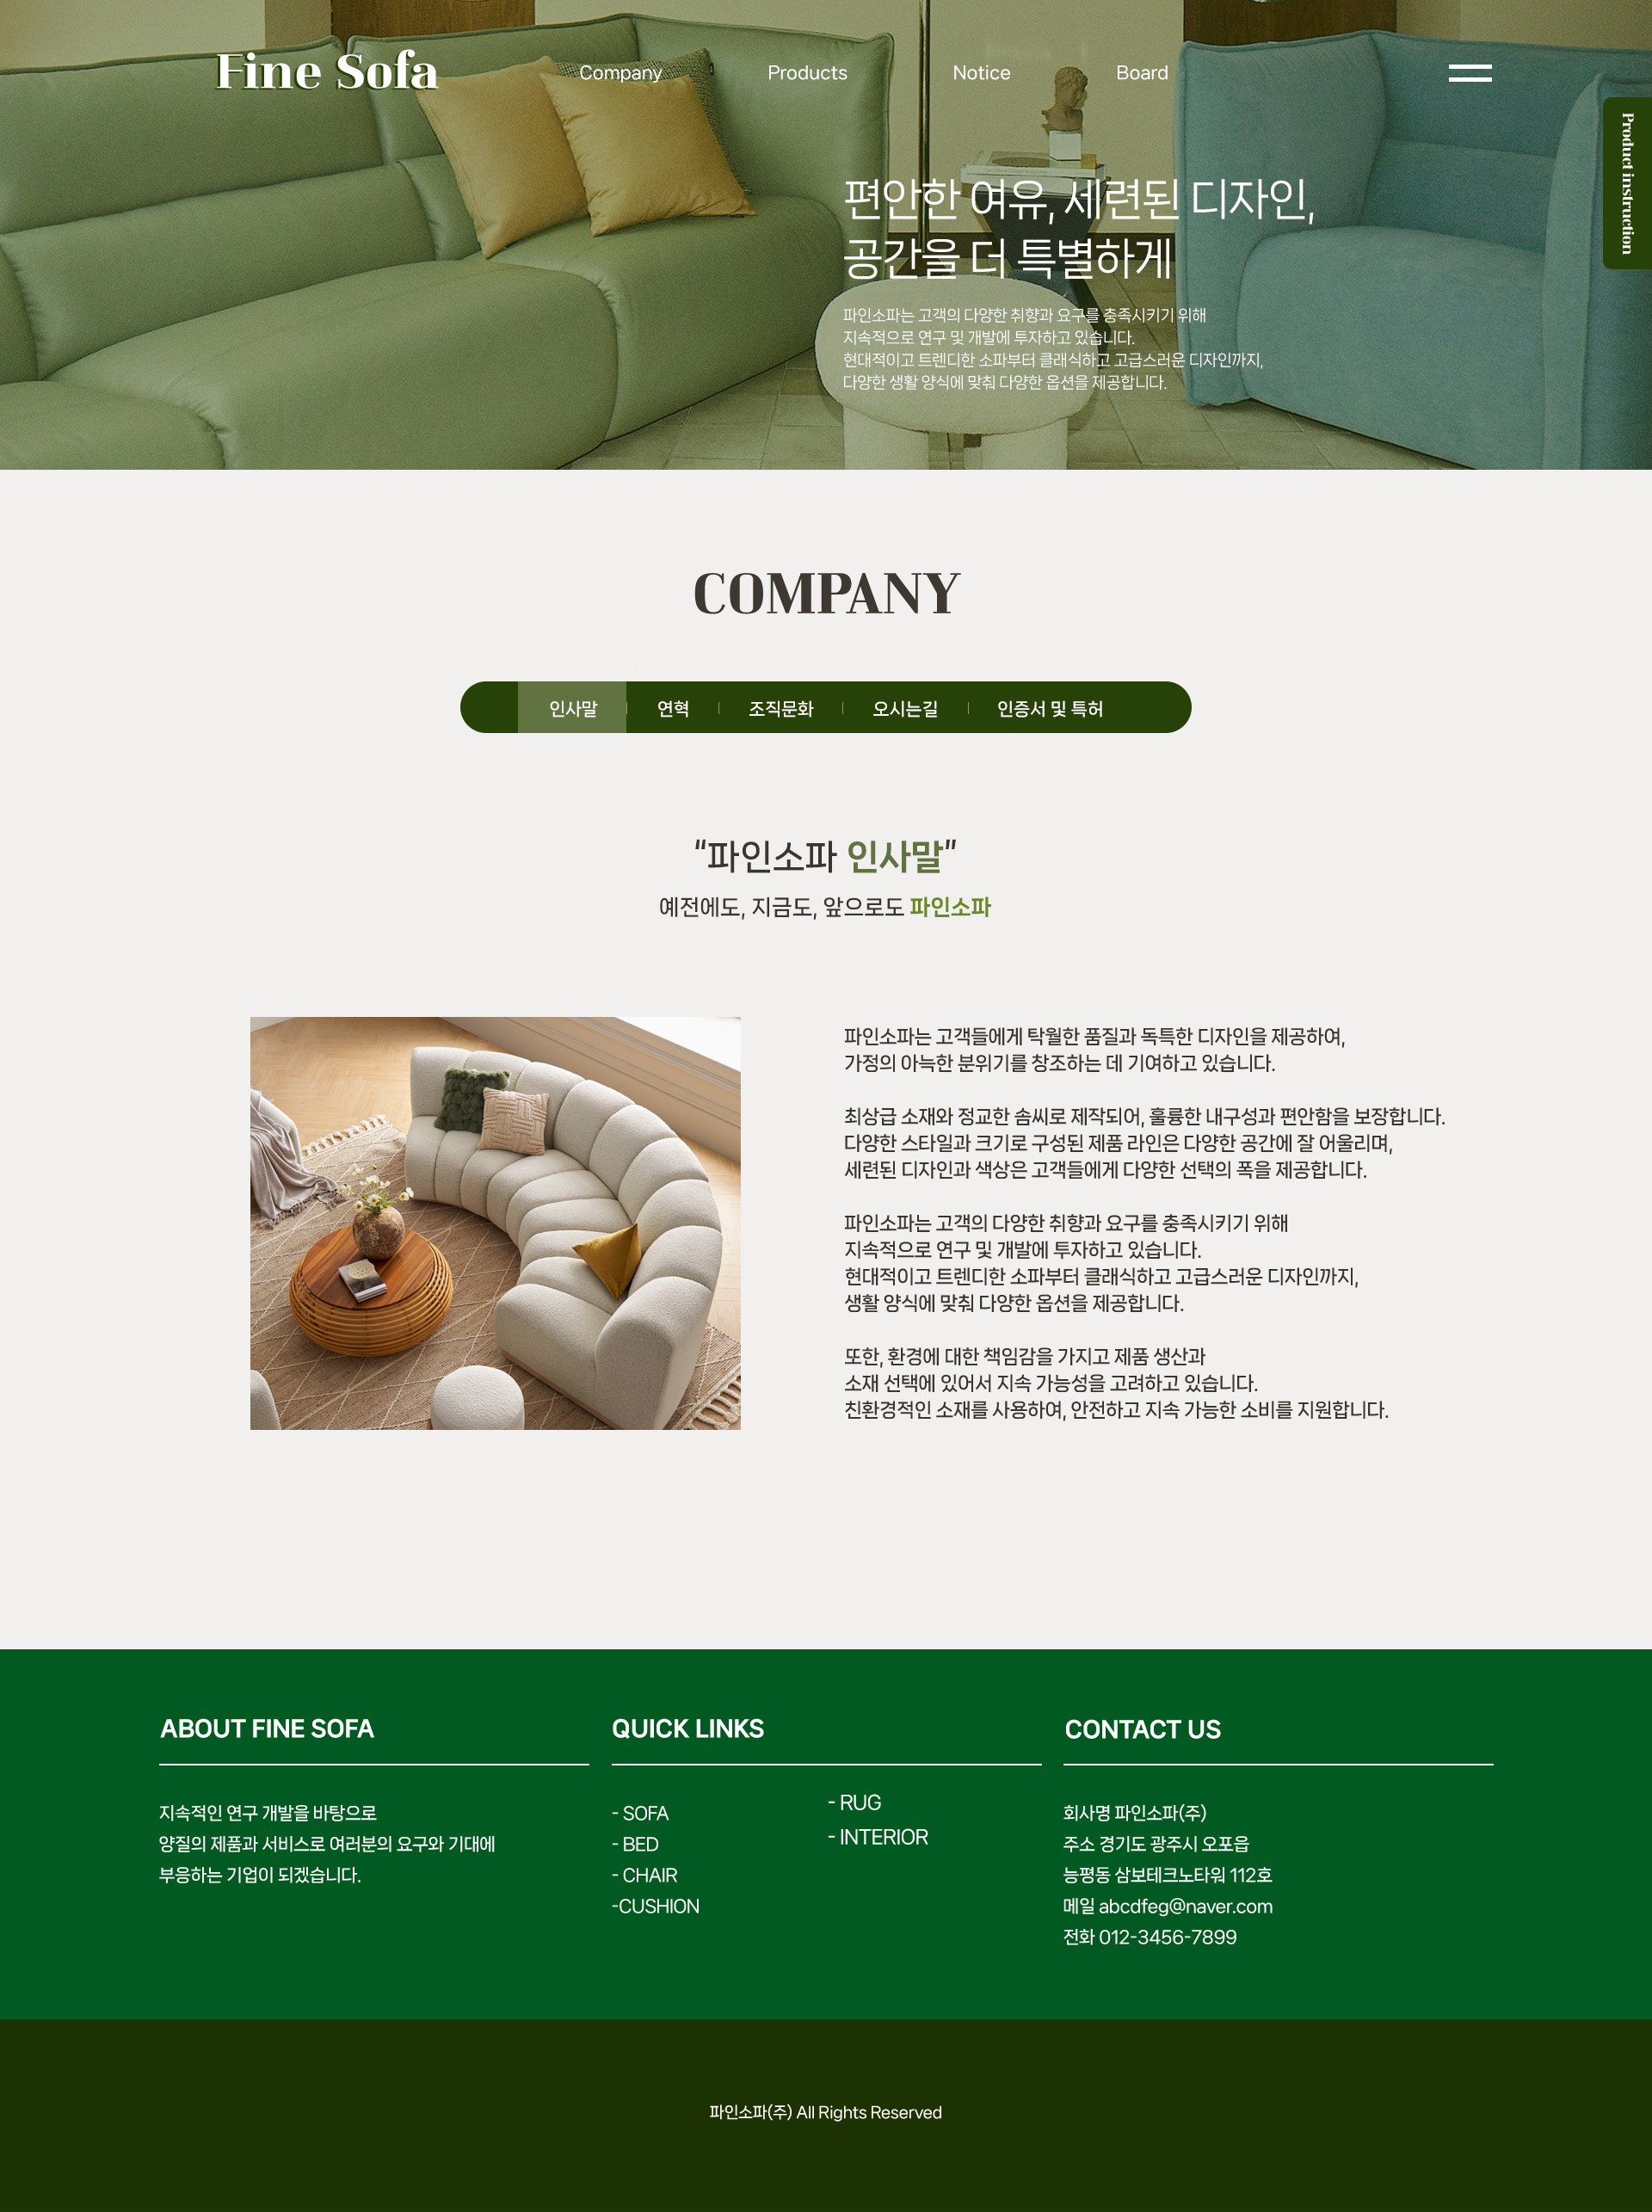 Fine Sofa
Company
Products
Notice
Board
Product instruction
편안한 여유, 세련된 디자인,
공간을 더 특별하게
파인소파는 고객의 다양한 취향과 요구를 충족시키기 위해
지속적으로 연구 및 개발에 투자하고 있습니다.
현대적이고 트렌디한 소파부터 클래식하고 고급스러운 디자인까지,
다양한 생활 양식에 맞춰 다양한 옵션을 제공합니다.
COMPANY
인사말
연혁
조직문화
오시는길
인증서 및 특허
“파인소파 인사말”
예전에도, 지금도, 앞으로도 파인소파
파인소파는 고객들에게 탁월한 품질과 독특한 디자인을 제공하여,
가정의 아늑한 분위기를 창조하는 데 기여하고 있습니다.
최상급 소재와 정교한 솜씨로 제작되어, 훌륭한 내구성과 편안함을 보장합니다.
다양한 스타일과 크기로 구성된 제품 라인은 다양한 공간에 잘 어울리며,
세련된 디자인과 색상은 고객들에게 다양한 선택의 폭을 제공합니다.
파인소파는 고객의 다양한 취향과 요구를 충족시키기 위해
지속적으로 연구 및 개발에 투자하고 있습니다.
현대적이고 트렌디한 소파부터 클래식하고 고급스러운 디자인까지,
생활 양식에 맞춰 다양한 옵션을 제공합니다.
또한, 환경에 대한 책임감을 가지고 제품 생산과
소재 선택에 있어서 지속 가능성을 고려하고 있습니다.
친환경적인 소재를 사용하여, 안전하고 지속 가능한 소비를 지원합니다.
ABOUT FINE SOFA
지속적인 연구 개발을 바탕으로
양질의 제품과 서비스로 여러분의 요구와 기대에
부응하는 기업이 되겠습니다.
QUICK LINKS
- SOFA
- BED
- CHAIR
-CUSHION
- RUG
- INTERIOR
CONTACT US
회사명 파인소파(주)
주소 경기도 광주시 오포읍
능평동 삼보테크노타워 112호
메일 abcdfeg@naver.com
전화 012-3456-7899
파인소파(주) All Rights Reserved